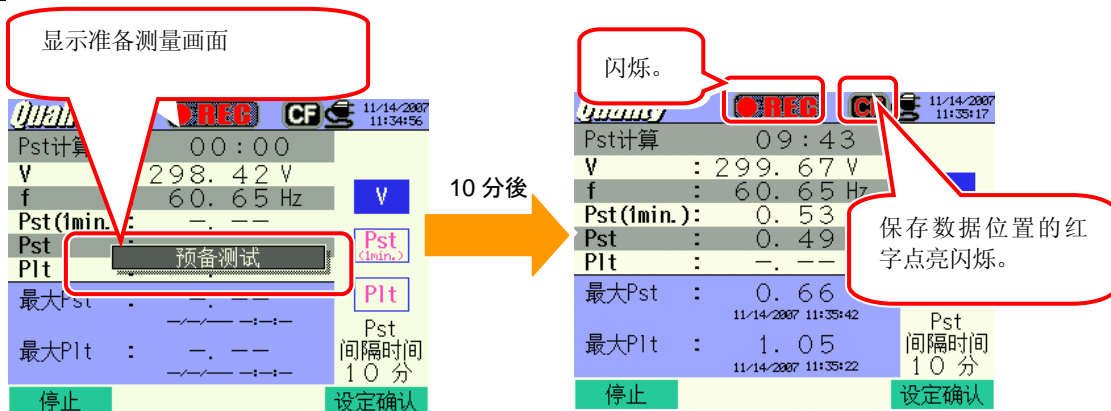 显示准备测量画面
REC
CF
11/14/2007
11:34:56
Pst计算
00:00
V
298.42 V
f
60.65 Hz
Pst(1min.
:
-.--
Pst
:
预备测试
Plt
最大Pst
:
-.--
-/-/-- --:--:--
最大Plt
:
-.--
-/-/-- --:--:--
V
Pst
(1min.)
Plt
Pst
间隔时间
10 分
停止
设定确认
10 分後
闪烁。
Quality
REC
11/14/2007
11:35:17
Pst计算
09:43
V
:
299.67 V
f
:
60.65 Hz
Pst(1min.):
0.53
Pst
:
0.49
Plt
:
-.--
最大Pst
:
0.66
11/14/2007 11:35:42
最大Plt
:
1.05
11/14/2007 11:35:22
保存数据位置的红
字点亮闪烁。
Pst
间隔时间
10 分
停止
设定确认